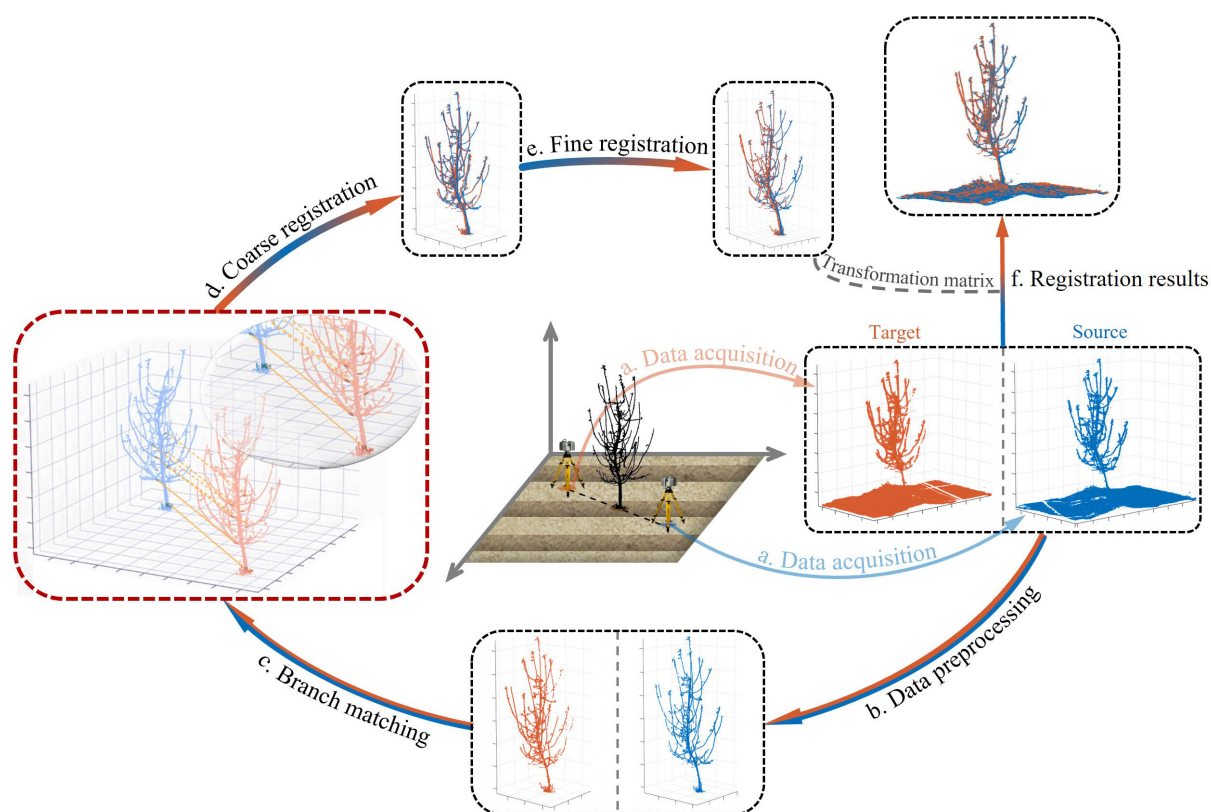 e. Fine registration
d. Coarse registration
Transformation matrix
f. Registration results
Target
Source
a. Data acquisition
a. Data acquisition
b. Data preprocessing
c. Branch matching